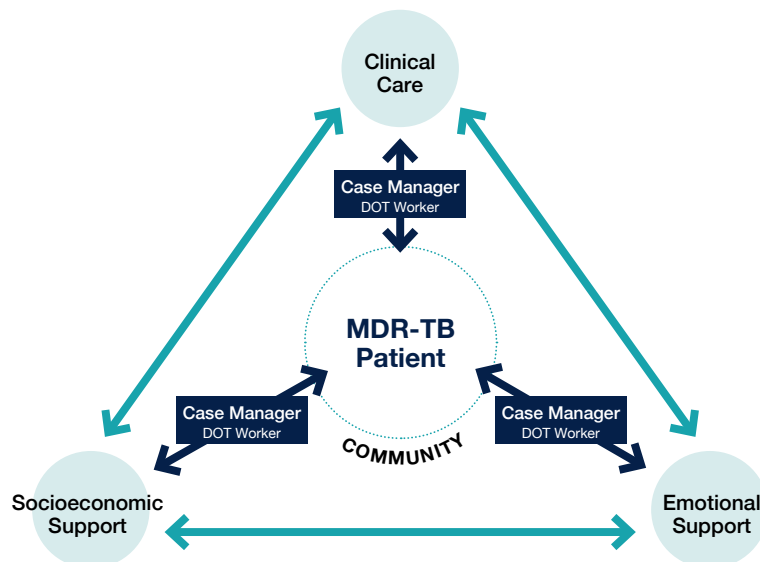 Clinical
Care
Case Manager
DOT Worker
MDR-TB
Patient
Case Manager
DOT Worker
Case Manager
DOT Worker
COMMUNITY
Socioeconomic
Support
Emotional
Support